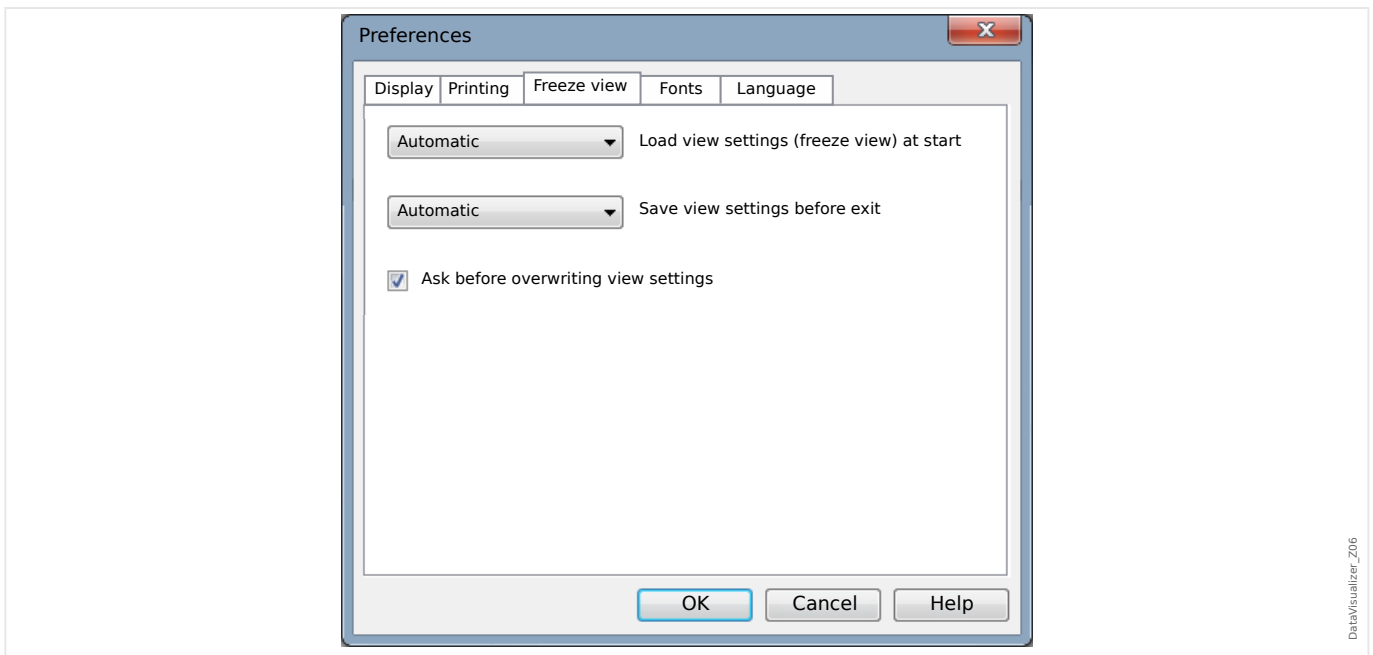 Preferences
Display Printing Freeze view Fonts Language
Automatic Load view settings (freeze view) at start
Automatic Save view settings before exit
Ask before overwriting view settings
OK Cancel Help
DataVisualizer_Z06